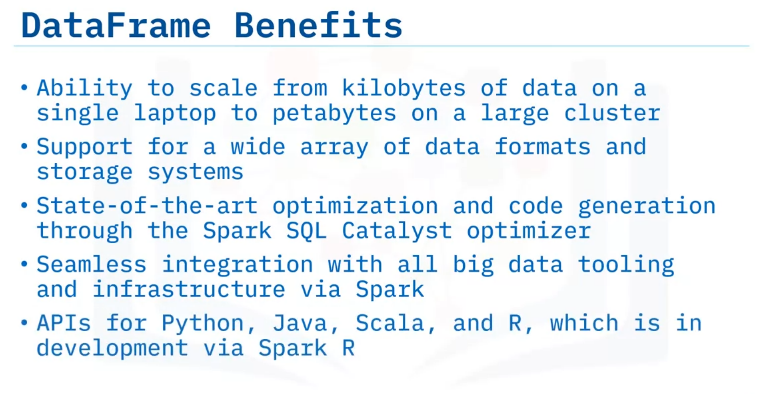 DataFrame Benefits
• Ability to scale from kilobytes of data on a
single laptop to petabytes on a large cluster
• Support for a wide array of data formats and
storage systems
• State-of-the-art optimization and code generation
through the Spark SQL Catalyst optimizer
• Seamless integration with all big data tooling
and infrastructure via Spark
• APIs for Python, Java, Scala, and R, which is in
development via Spark R